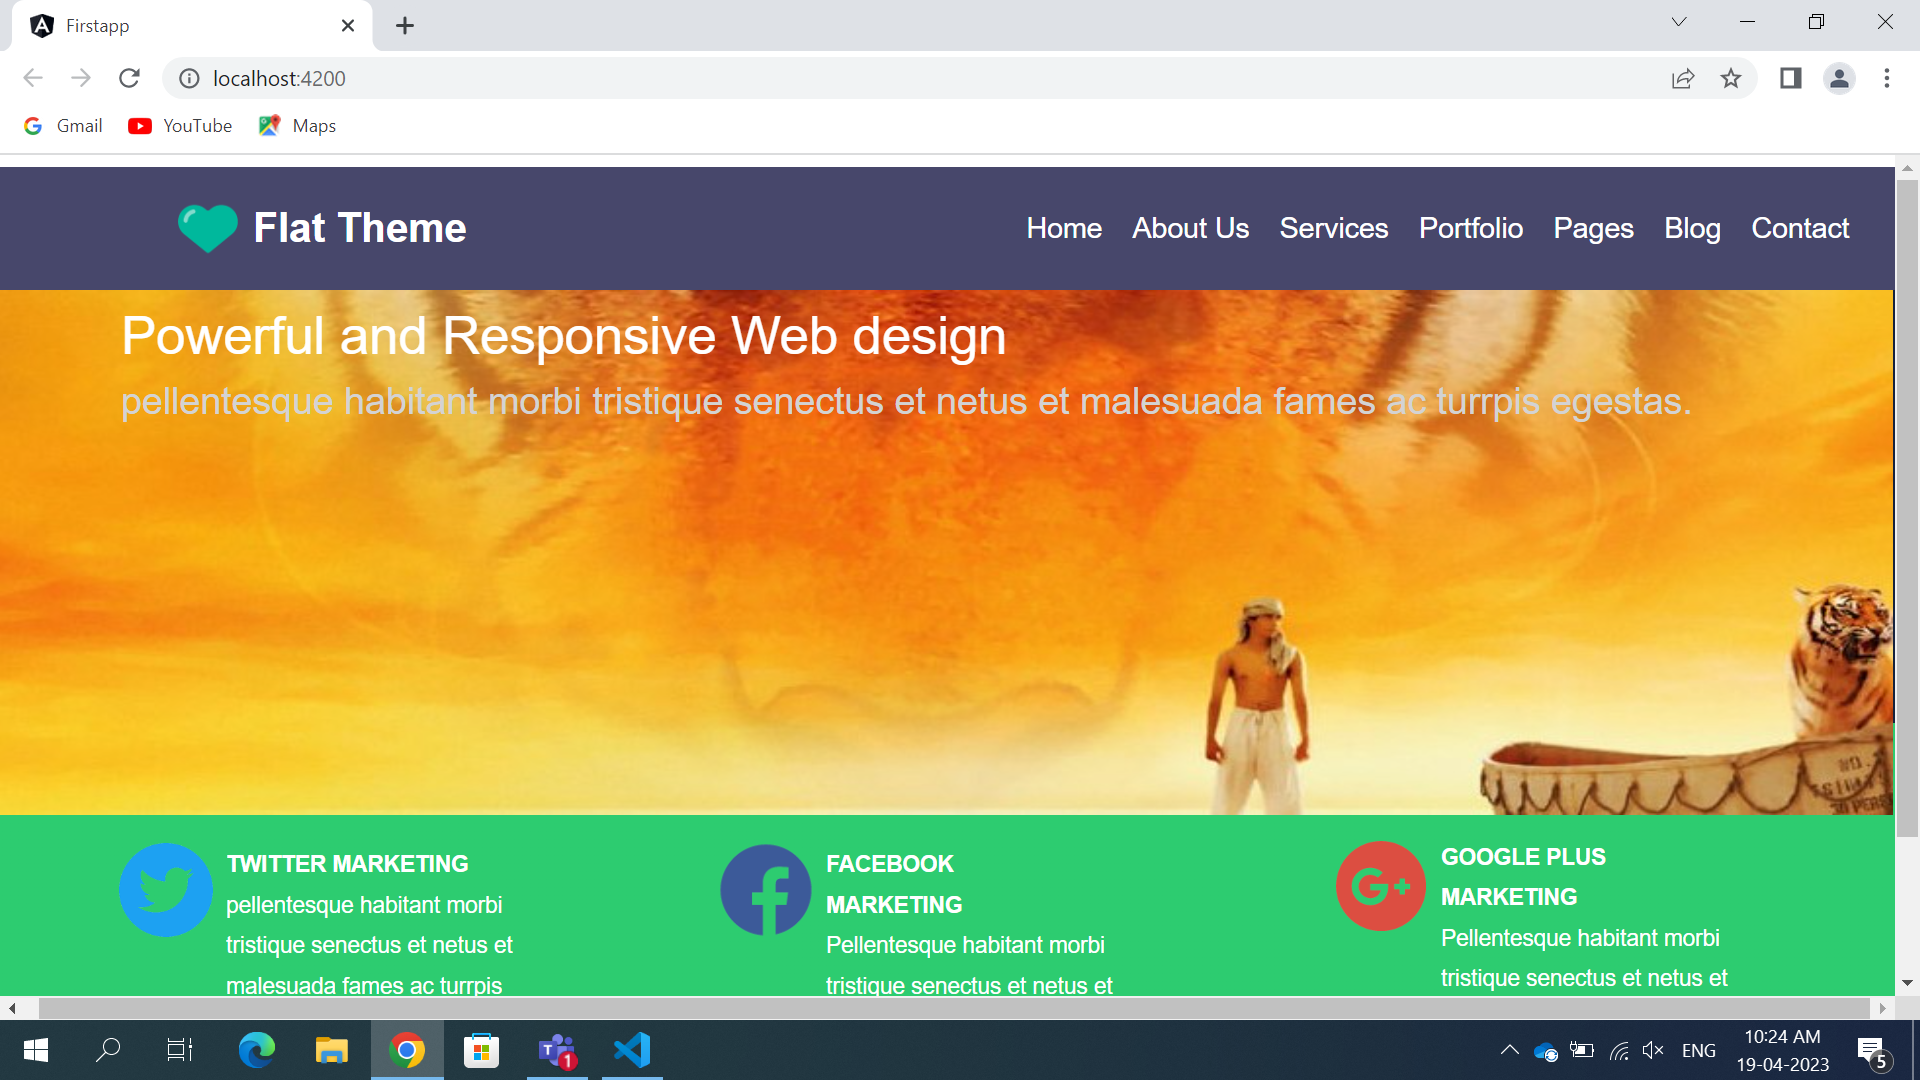 Firstapp
localhost:4200
Gmail YouTube Maps
Flat Theme Home About Us Services Portfolio Pages Blog Contact
Powerful and Responsive Web design
pellentesque habitant morbi tristique senectus et netus et malesuada fames ac turrpis egestas.
TWITTER MARKETING
pellentesque habitant morbi
tristique senectus et netus et
malesuada fames ac turrpis
FACEBOOK
MARKETING
Pellentesque habitant morbi
tristique senectus et netus et
GOOGLE PLUS
MARKETING
Pellentesque habitant morbi
tristique senectus et netus et
ENG
10:24 AM
19-04-2023
1
5